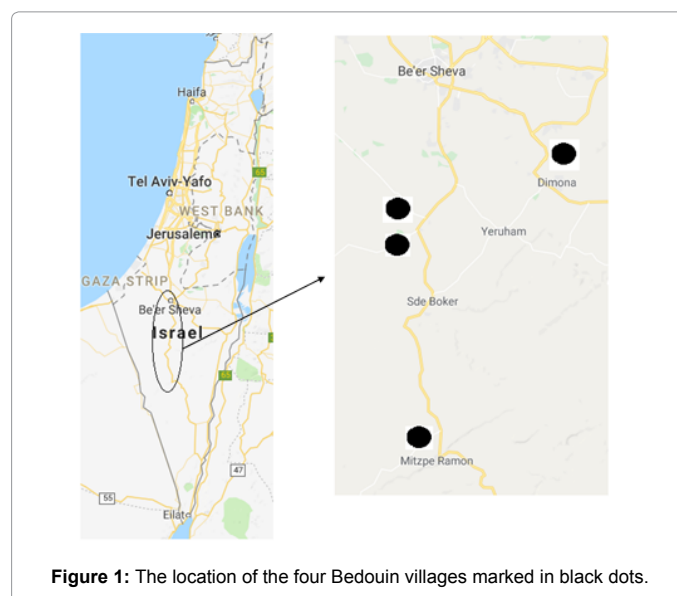 Haifa
Tel Aviv-Yafo
WEST BANK
Jerusalem
GAZA STRIP
Be'er Sheva
Israel
65
65
47
55
Eilat
Be'er Sheva
Dimona
Yeruham
Sde Boker
Mitzpe Ramon
Figure 1: The location of the four Bedouin villages marked in black dots.